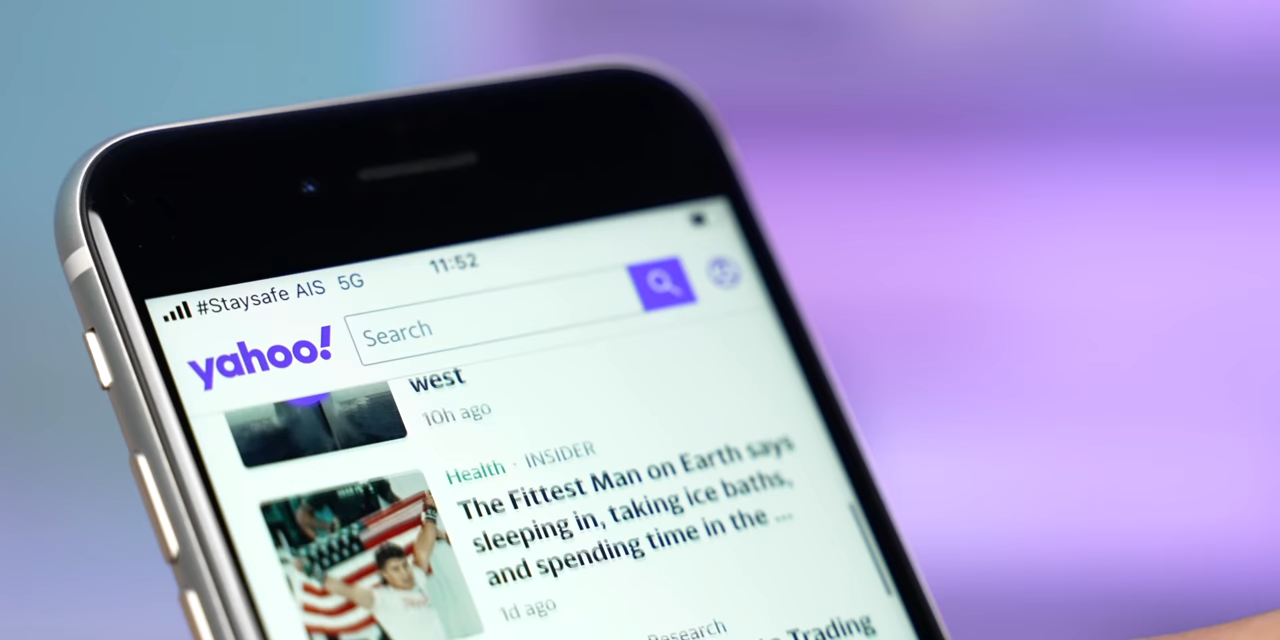 #Staysafe AIS 5G 11:52
yahoo! Search
west
10h ago
Health · INSIDER
The Fittest Man on Earth says
sleeping in, taking ice baths,
and spending time in the ...
1d ago
Research
Trading